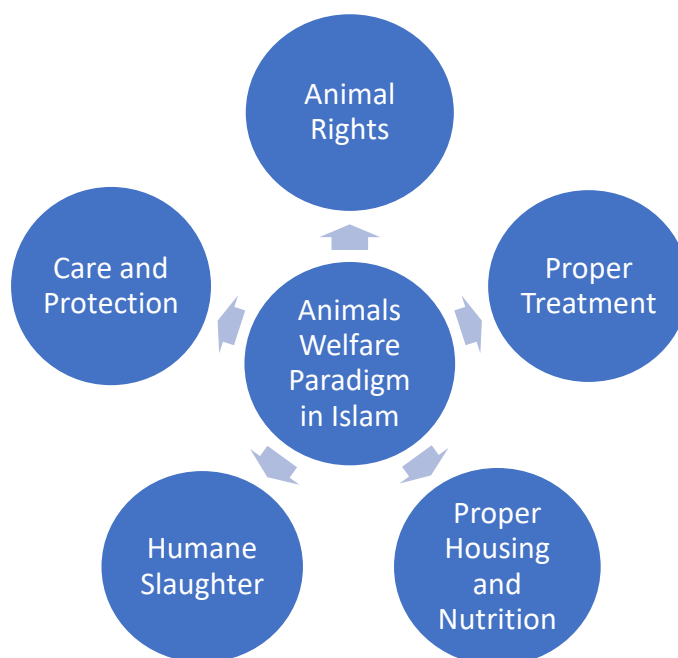 Animal
Rights
Care and
Protection
Proper
Treatment
Animals
Welfare
Paradigm
in Islam
Humane
Slaughter
Proper
Housing
and
Nutrition